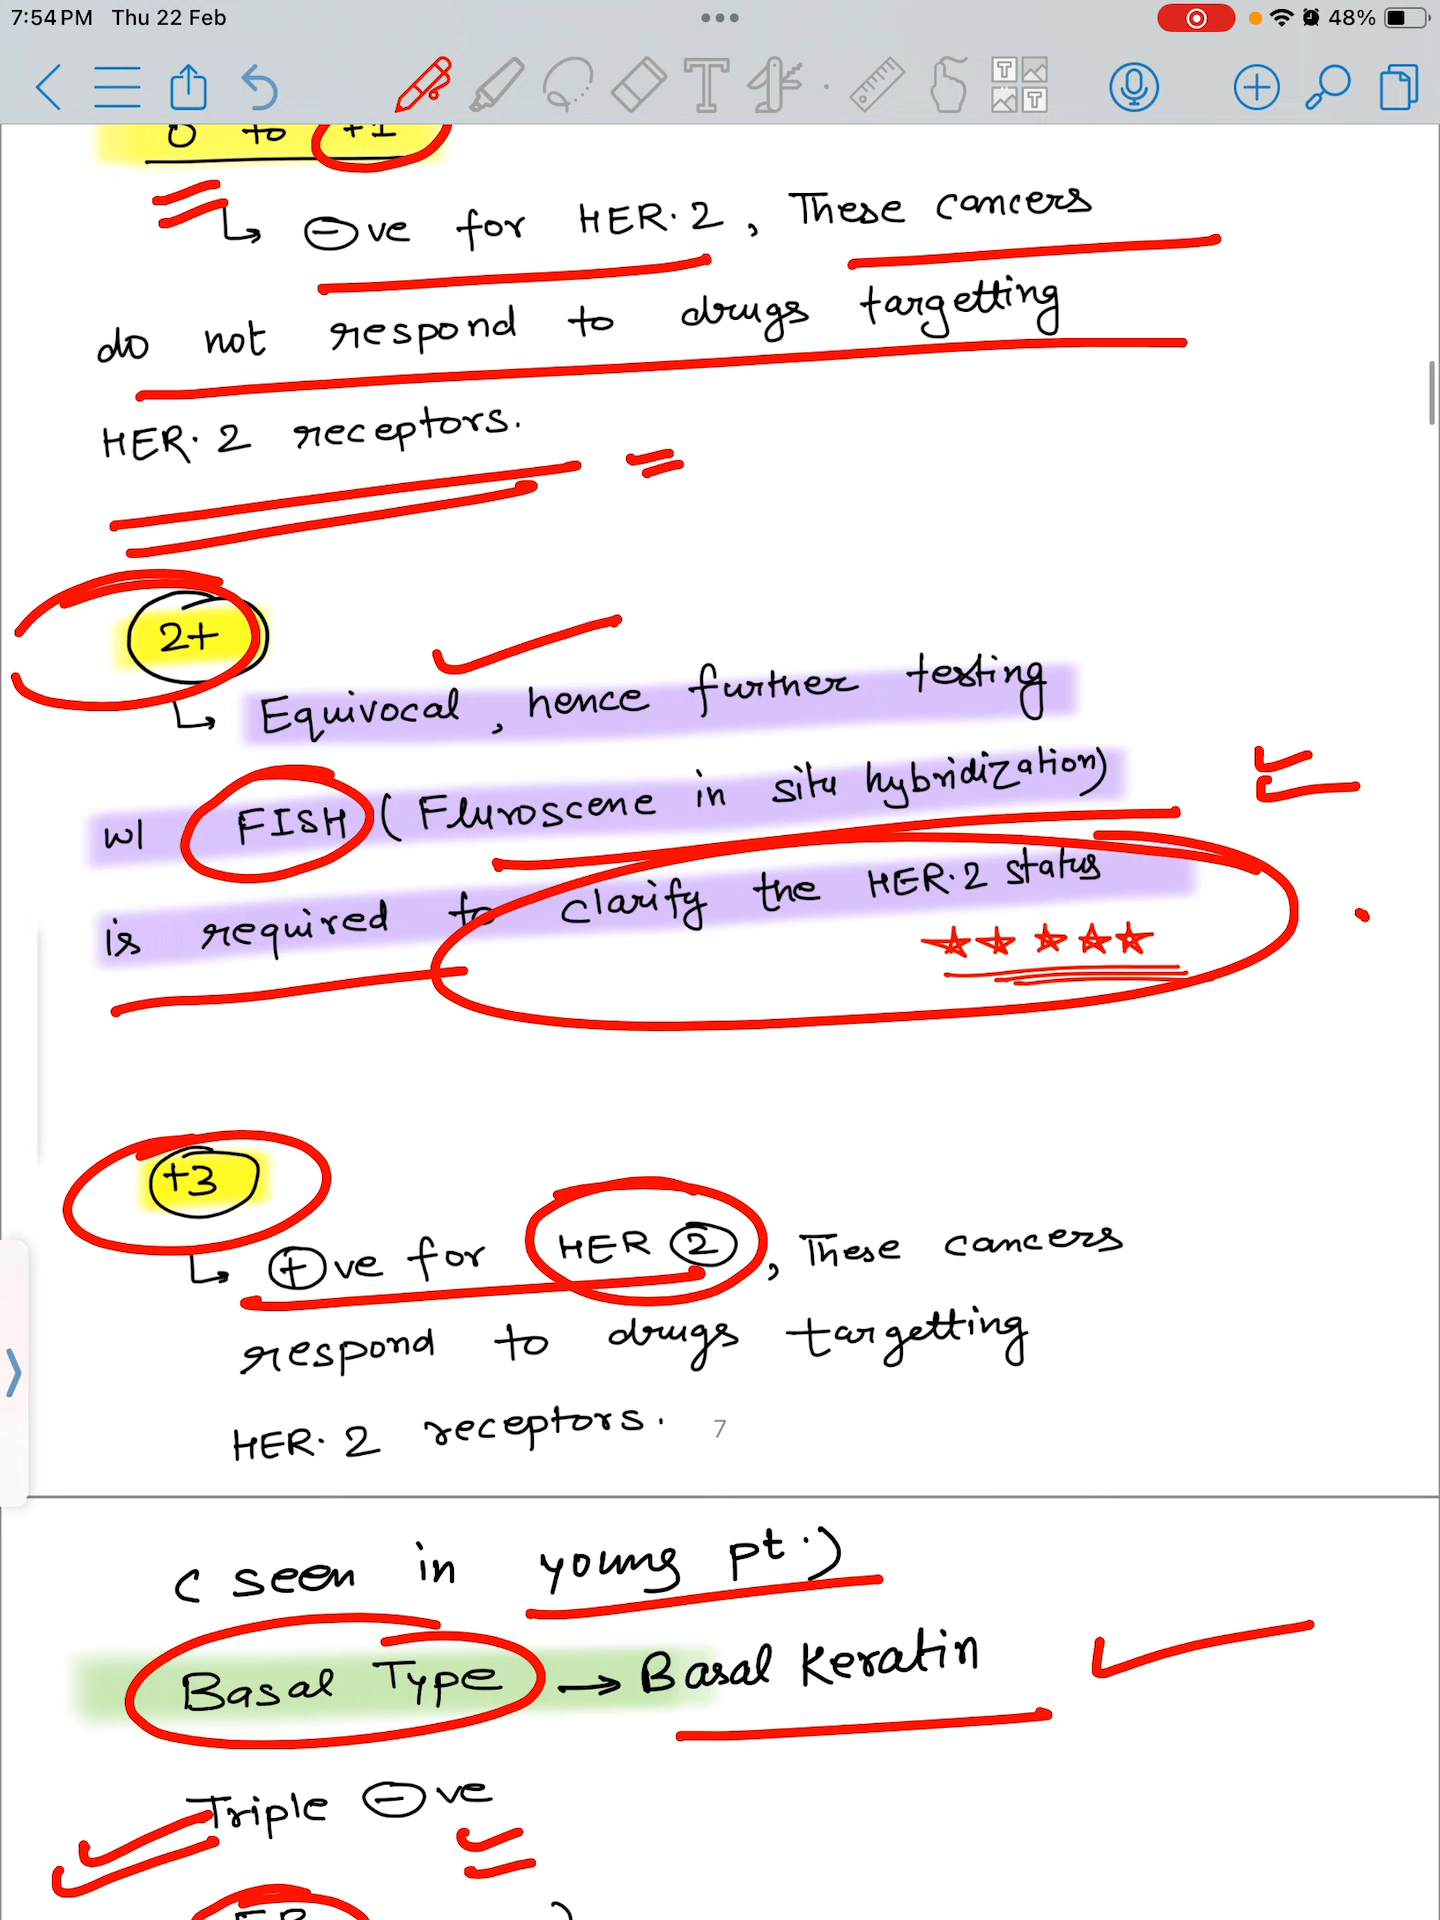 7:54 PM Thu 22 Feb
48%
0 to +1
↳ ⊖ve for HER·2, These cancers
do not respond to drugs targetting
HER·2 receptors.
2+
↳ Equivocal, hence further testing
w/ FISH (Fluroscene in situ hybridization)
is required to clarify the HER·2 status
+3
↳ ⊕ve for HER ②, These cancers
respond to drugs targetting
HER·2 receptors.
7
(seen in young pt.)
Basal Type → Basal Keratin
Triple ⊖ve